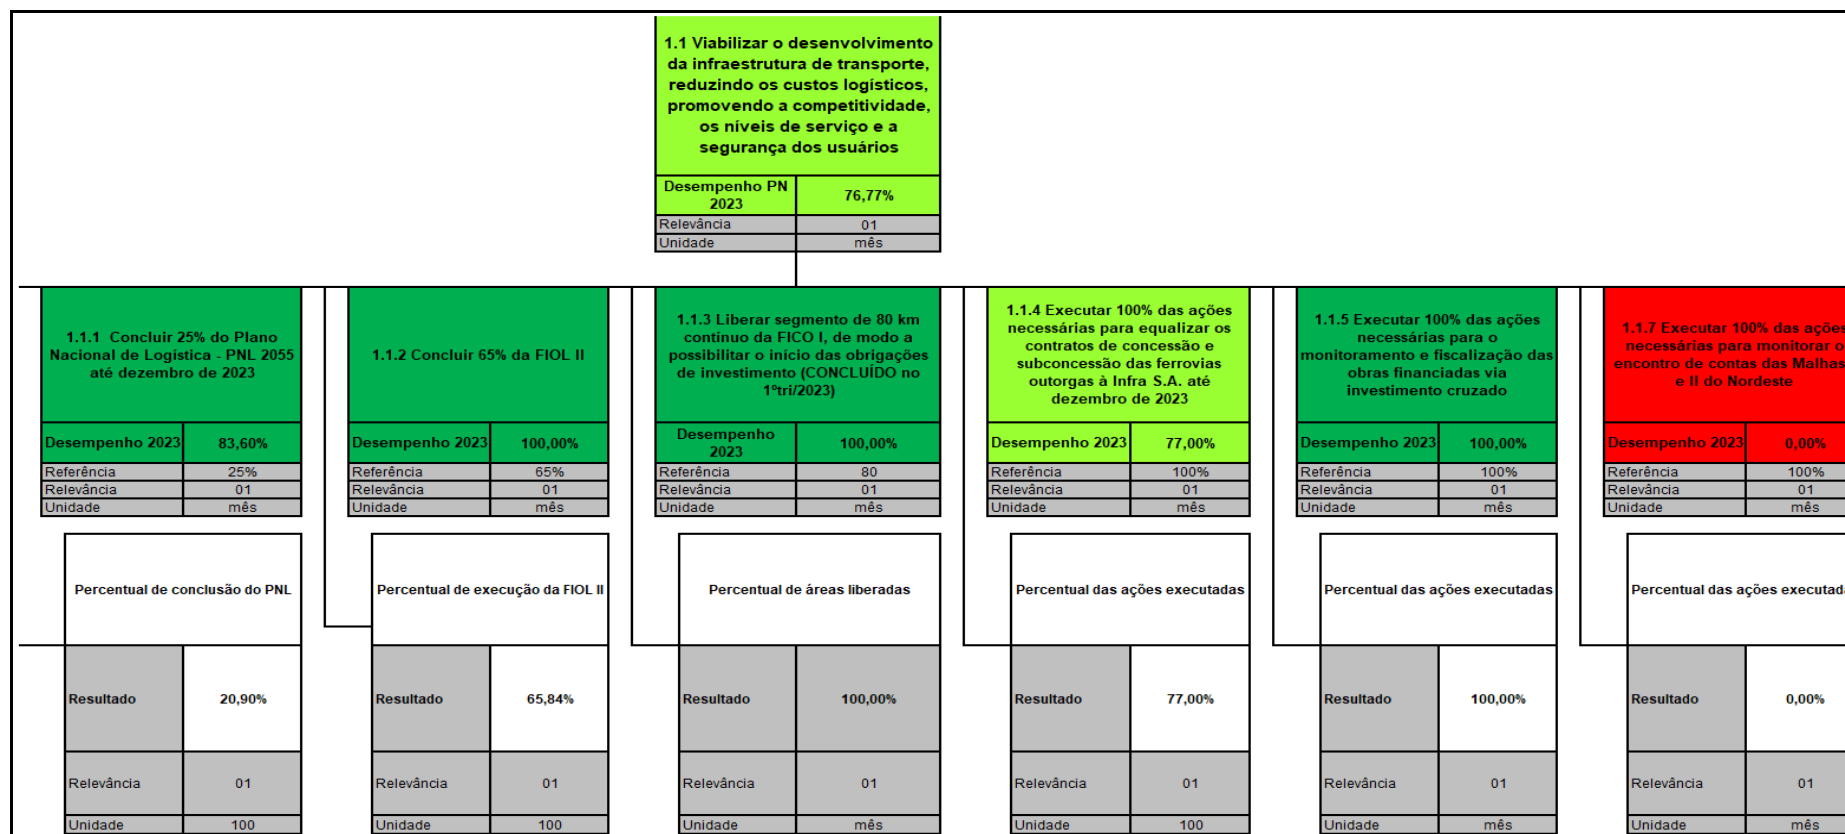 1.1 Viabilizar o desenvolvimento
da infraestrutura de transporte,
reduzindo os custos logísticos,
promovendo a competitividade,
os níveis de serviço e a
segurança dos usuários
Desempenho PN
2023
76,77%
Relevância 01
Unidade mês
1.1.1 Concluir 25% do Plano
Nacional de Logística - PNL 2055
até dezembro de 2023
Desempenho 2023 83,60%
Referência 25%
Relevância 01
Unidade mês
Percentual de conclusão do PNL
Resultado 20,90%
Relevância 01
Unidade 100
1.1.2 Concluir 65% da FIOL II
Desempenho 2023 100,00%
Referência 65%
Relevância 01
Unidade mês
Percentual de execução da FIOL II
Resultado 65,84%
Relevância 01
Unidade 100
1.1.3 Liberar segmento de 80 km
contínuo da FICO I, de modo a
possibilitar o início das obrigações
de investimento (CONCLUÍDO no
1ºtri/2023)
Desempenho
2023
100,00%
Referência 80
Relevância 01
Unidade mês
Percentual de áreas liberadas
Resultado 100,00%
Relevância 01
Unidade mês
1.1.4 Executar 100% das ações
necessárias para equalizar os
contratos de concessão e
subconcessão das ferrovias
outorgas à Infra S.A. até
dezembro de 2023
Desempenho 2023 77,00%
Referência 100%
Relevância 01
Unidade mês
Percentual das ações executadas
Resultado 77,00%
Relevância 01
Unidade 100
1.1.5 Executar 100% das ações
necessárias para o
monitoramento e fiscalização das
obras financiadas via
investimento cruzado
Desempenho 2023 100,00%
Referência 100%
Relevância 01
Unidade mês
Percentual das ações executadas
Resultado 100,00%
Relevância 01
Unidade mês
1.1.7 Executar 100% das ações
necessárias para monitorar o
encontro de contas das Malhas
e II do Nordeste
Desempenho 2023 0,00%
Referência 100%
Relevância 01
Unidade mês
Percentual das ações executad
Resultado 0,00%
Relevância 01
Unidade mês